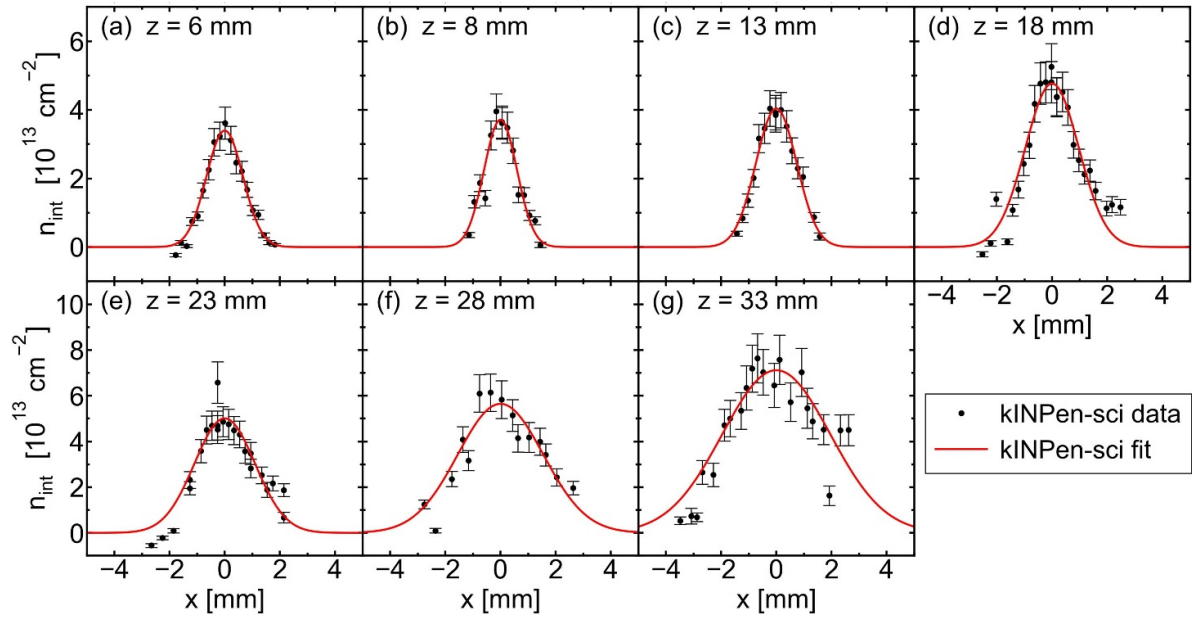 (a) z = 6 mm
(b) z = 8 mm
(c) z = 13 mm
(d) z = 18 mm
6
4
2
0
n_int [10^13 cm^−2]
−4 −2 0 2 4
x [mm]
(e) z = 23 mm
(f) z = 28 mm
(g) z = 33 mm
10
8
6
4
2
0
n_int [10^13 cm^−2]
kINPen-sci data
kINPen-sci fit
−4 −2 0 2 4
−4 −2 0 2 4
−4 −2 0 2 4
x [mm]
x [mm]
x [mm]